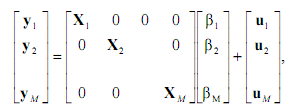 y₁ X₁ 0 0 0 β₁ u₁
y₂ = 0 X₂ 0 β₂ + u₂ ,
y_M 0 0 X_M β_M u_M